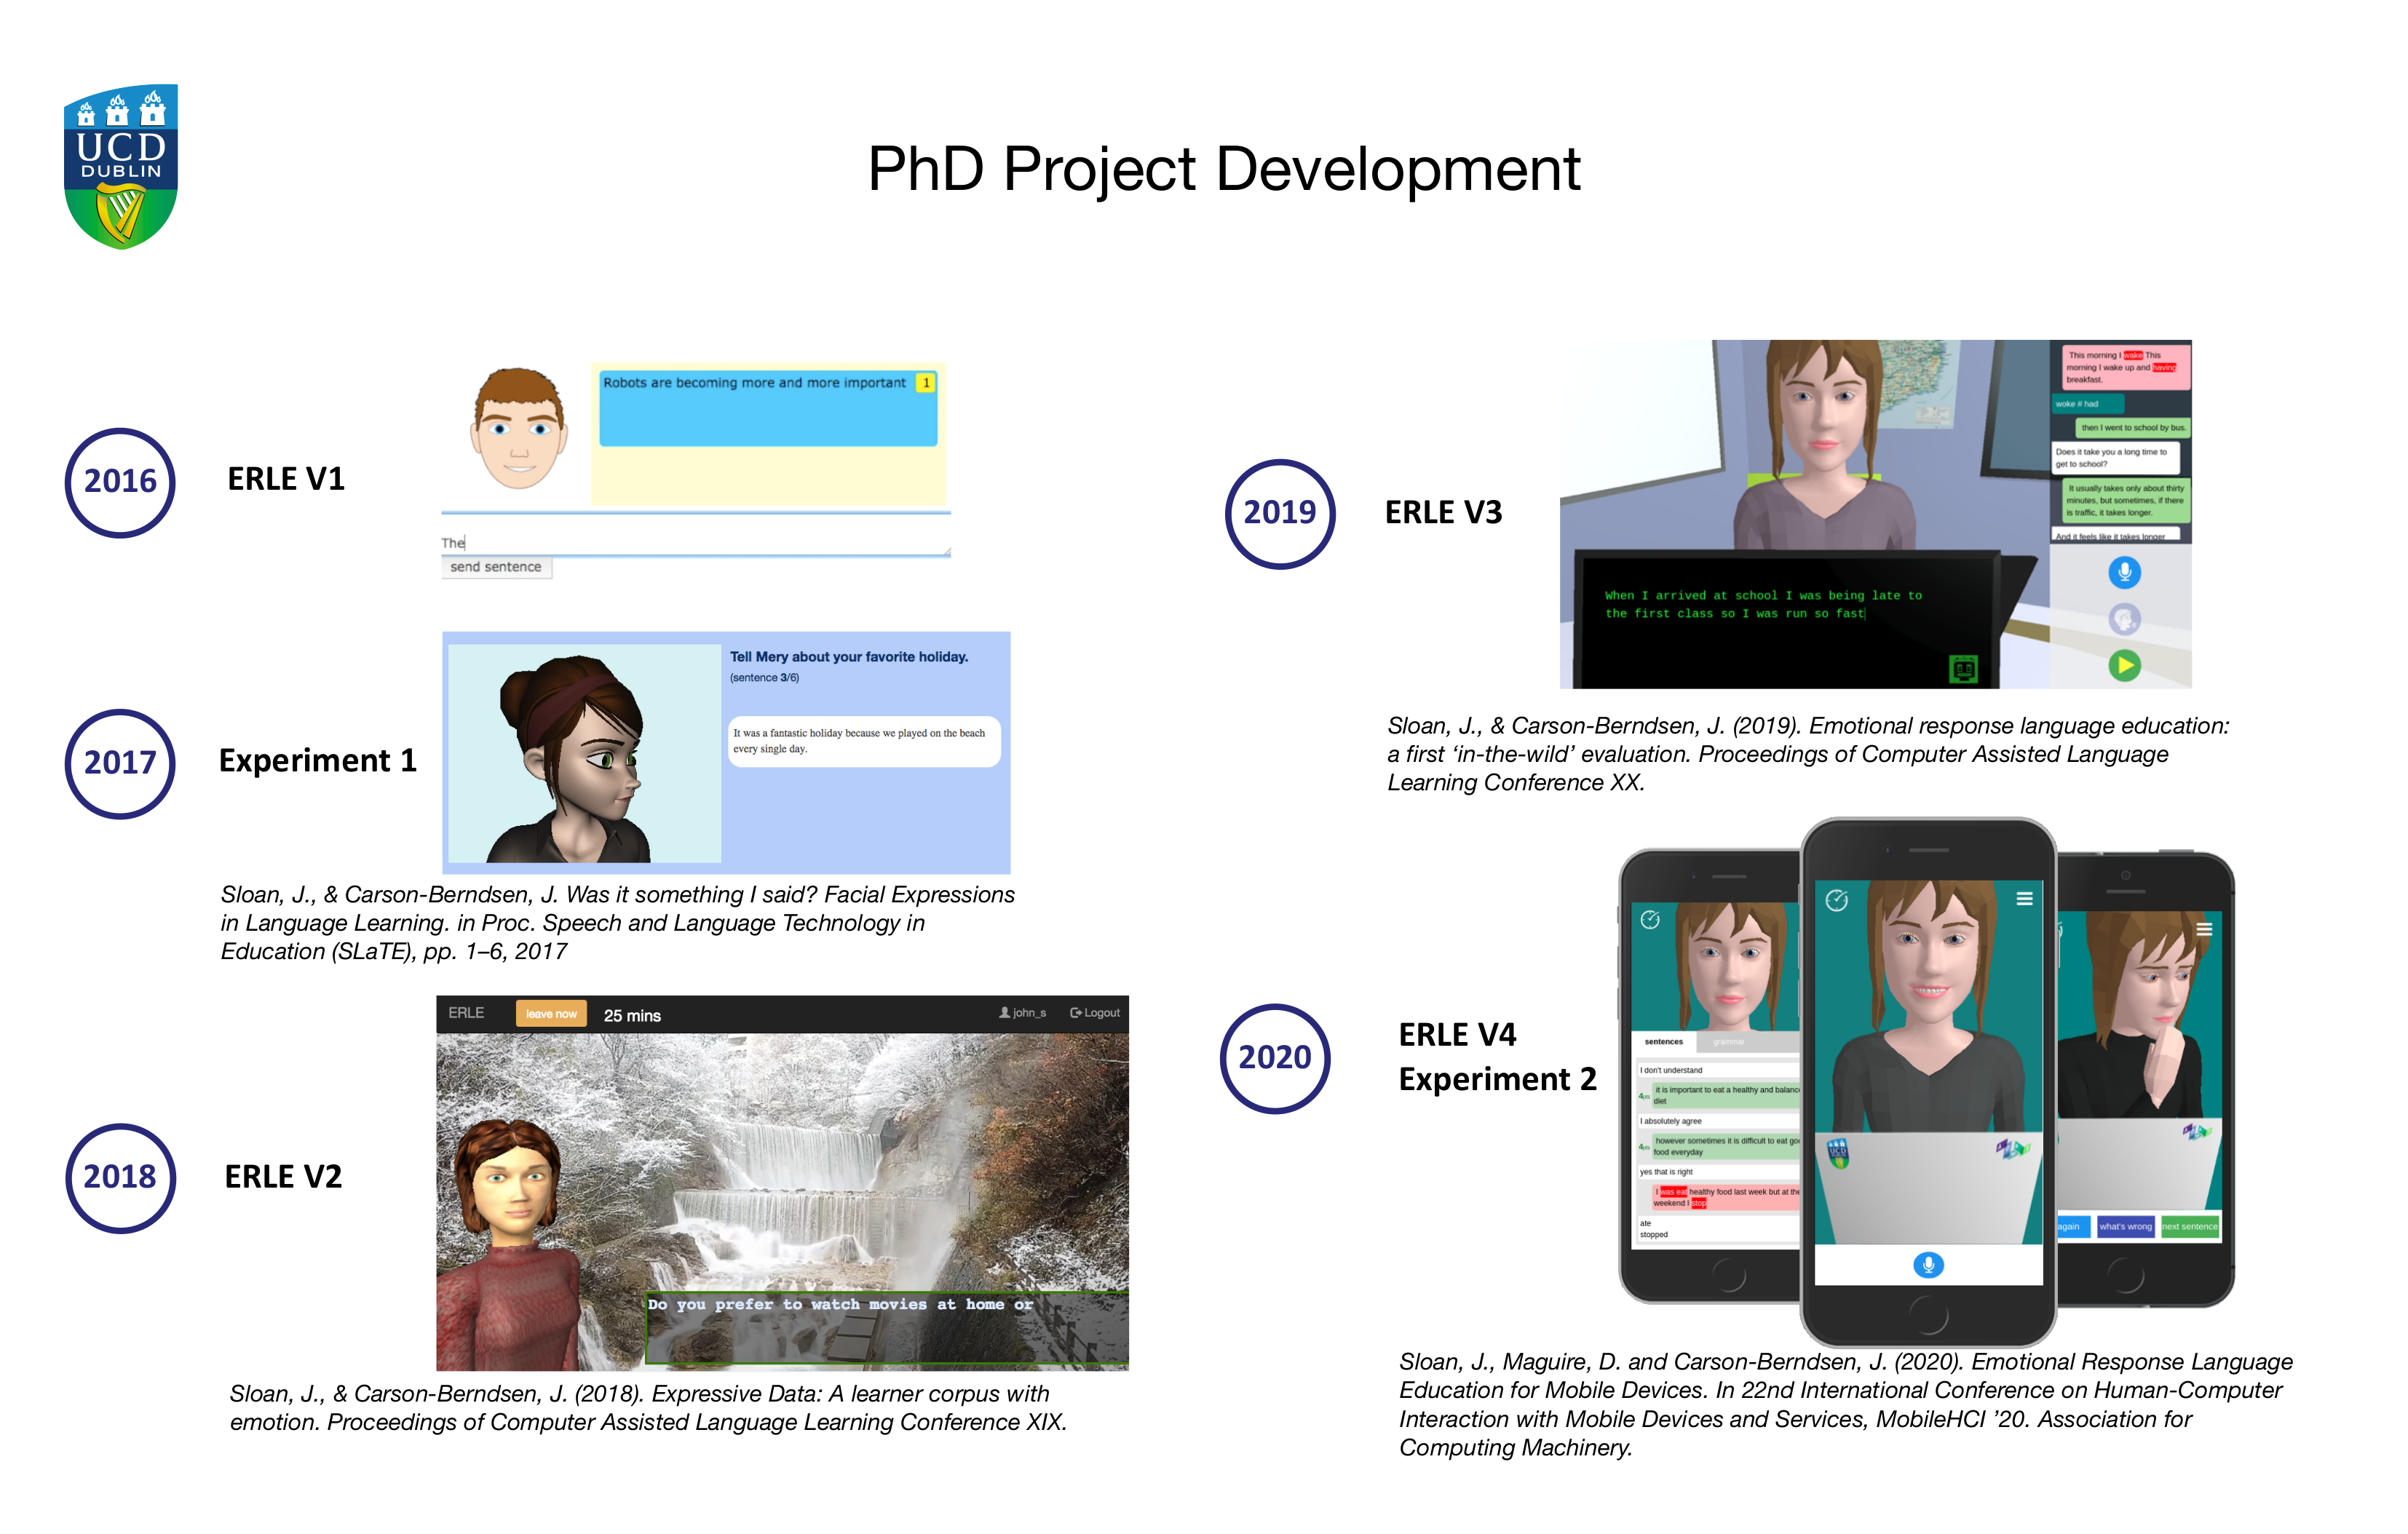 UCD
DUBLIN
PhD Project Development
2016
ERLE V1
Robots are becoming more and more important
1
The
send sentence
2017
Experiment 1
Tell Mery about your favorite holiday.
(sentence 3/6)
It was a fantastic holiday because we played on the beach
every single day.
Sloan, J., & Carson-Berndsen, J. Was it something I said? Facial Expressions
in Language Learning. in Proc. Speech and Language Technology in
Education (SLaTE), pp. 1–6, 2017
2018
ERLE V2
ERLE
leave now
25 mins
john_s
Logout
Do you prefer to watch movies at home or
Sloan, J., & Carson-Berndsen, J. (2018). Expressive Data: A learner corpus with
emotion. Proceedings of Computer Assisted Language Learning Conference XIX.
2019
ERLE V3
This morning I wake This
morning I wake up and having
breakfast.
woke # had
then I went to school by bus.
Does it take you a long time to
get to school?
It usually takes only about thirty
minutes, but sometimes, if there
is traffic, it takes longer.
And it feels like it takes longer
When I arrived at school I was being late to
the first class so I was run so fast
Sloan, J., & Carson-Berndsen, J. (2019). Emotional response language education:
a first ‘in-the-wild’ evaluation. Proceedings of Computer Assisted Language
Learning Conference XX.
2020
ERLE V4
Experiment 2
sentences
grammar
I don't understand
it is important to eat a healthy and balanc
4pts
diet
I absolutely agree
however sometimes it is difficult to eat go
4pts
food everyday
yes that is right
I was eat healthy food last week but at the
weekend I stop
ate
stopped
UCD
again
what's wrong
next sentence
Sloan, J., Maguire, D. and Carson-Berndsen, J. (2020). Emotional Response Language
Education for Mobile Devices. In 22nd International Conference on Human-Computer
Interaction with Mobile Devices and Services, MobileHCI ’20. Association for
Computing Machinery.